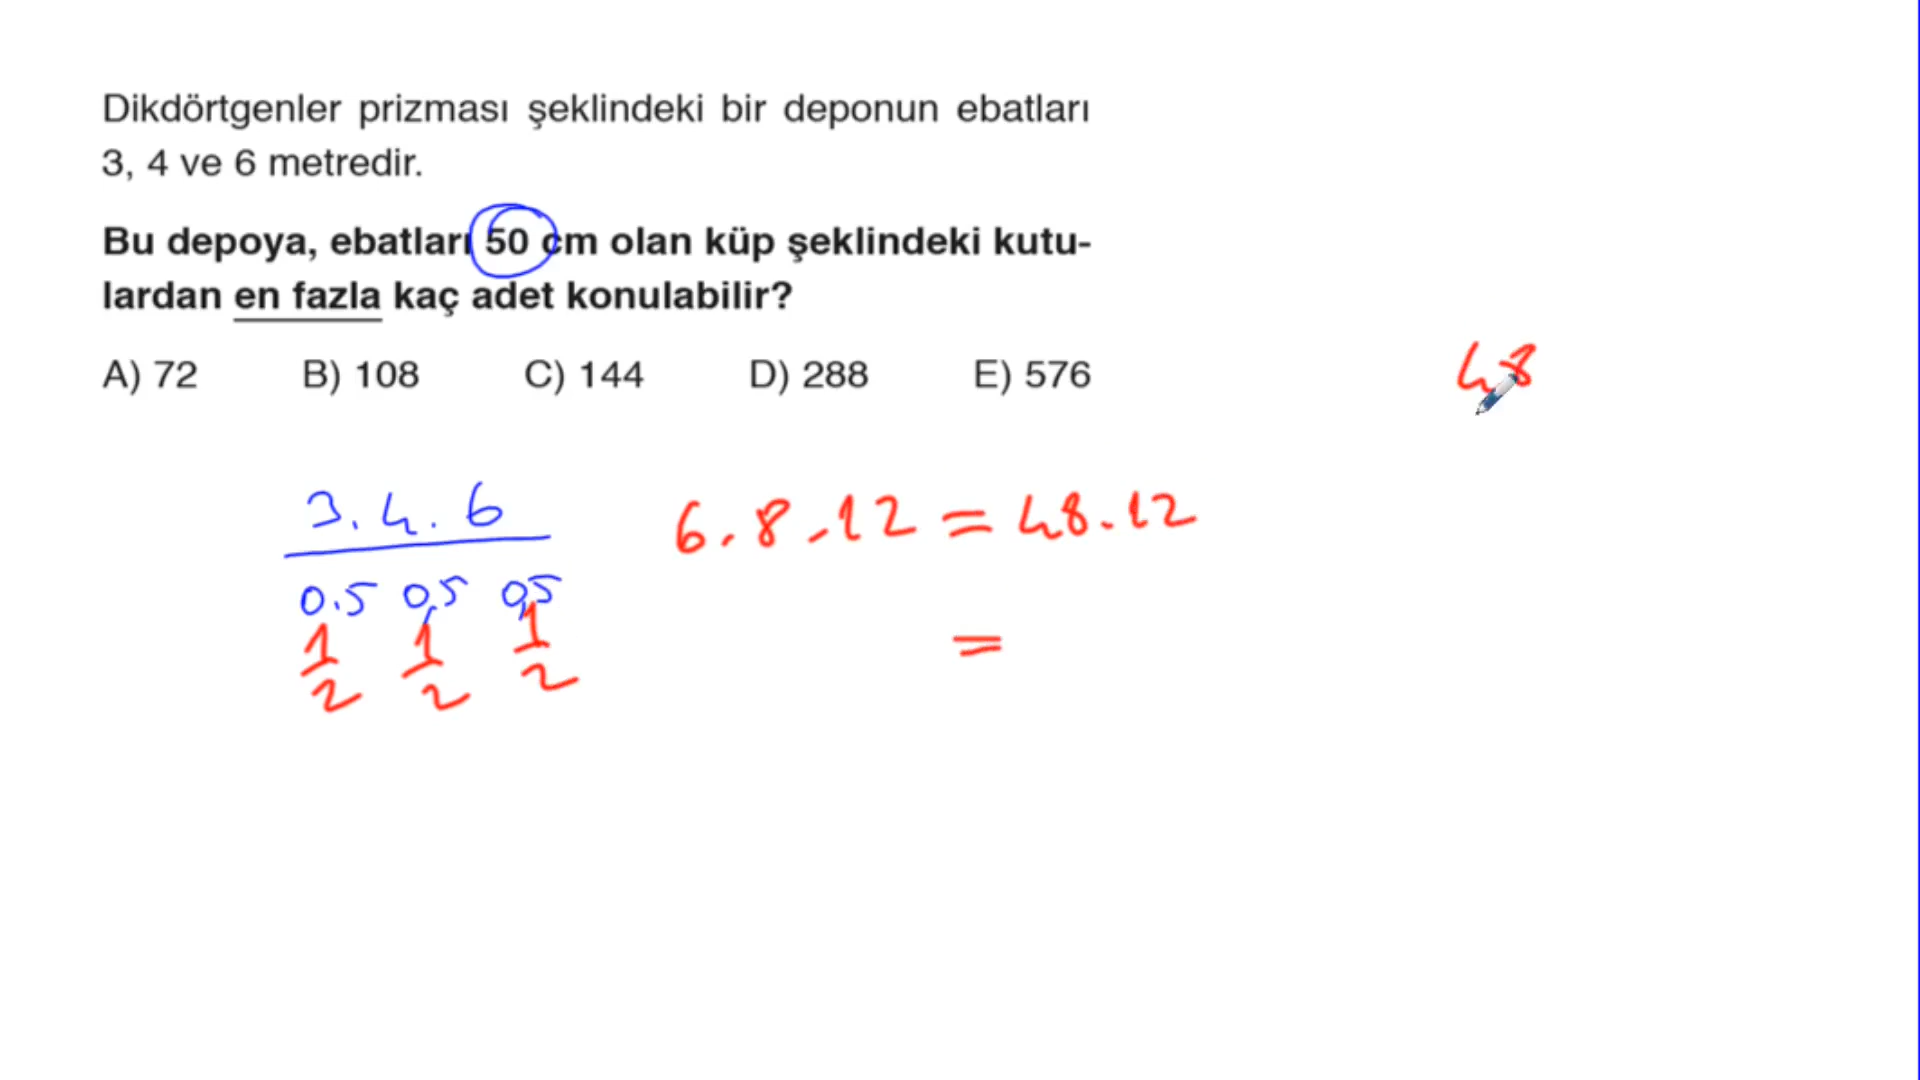 Dikdörtgenler prizması şeklindeki bir deponun ebatları
3, 4 ve 6 metredir.
Bu depoya, ebatları 50 cm olan küp şeklindeki kutu-
lardan en fazla kaç adet konulabilir?
A) 72 B) 108 C) 144 D) 288 E) 576
48
3.4.6
6.8.12=48.12
0.5 0,5 0,5
1 1 1
2 2 2
=